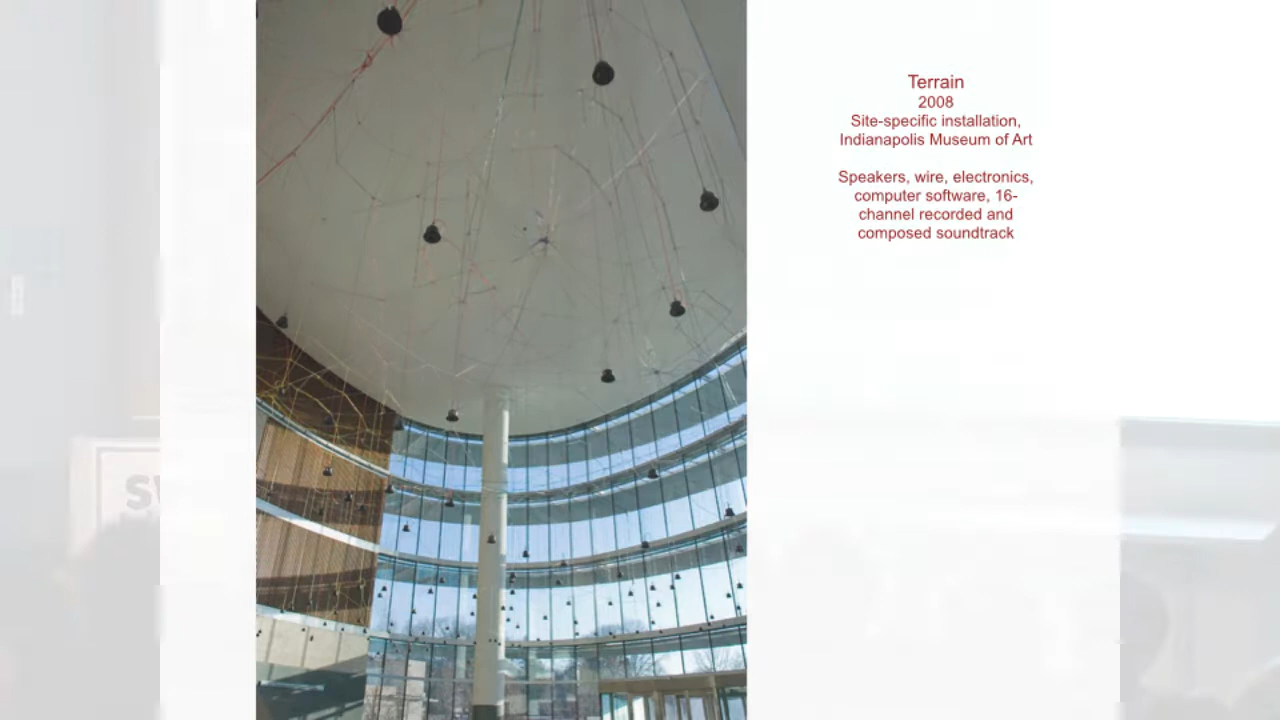 Terrain
2008
Site-specific installation,
Indianapolis Museum of Art
Speakers, wire, electronics,
computer software, 16-
channel recorded and
composed soundtrack